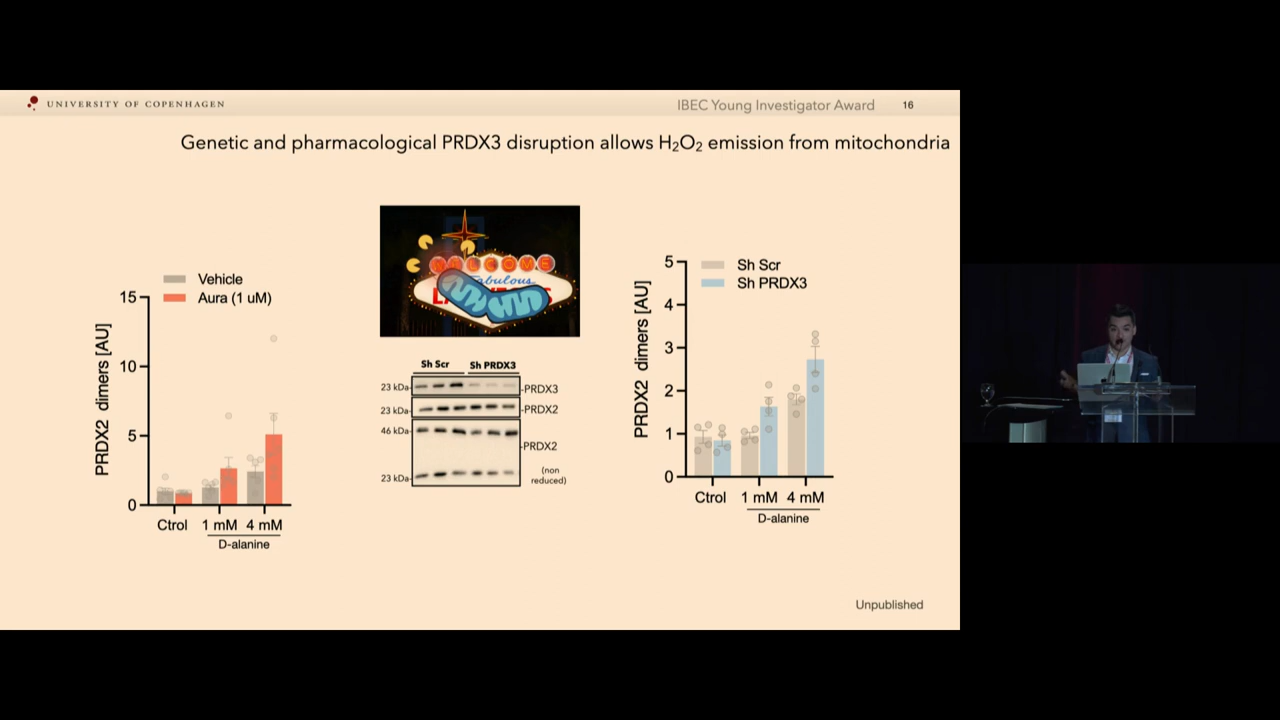 UNIVERSITY OF COPENHAGEN
IBEC Young Investigator Award
16
Genetic and pharmacological PRDX3 disruption allows H₂O₂ emission from mitochondria
Vehicle
Aura (1 uM)
PRDX2 dimers [AU]
15
10
5
0
Ctrol
1 mM
4 mM
D-alanine
WELCOME
Fabulous
Sh Scr
Sh PRDX3
23 kDa
PRDX3
23 kDa
PRDX2
46 kDa
PRDX2
(non
reduced)
23 kDa
Sh Scr
Sh PRDX3
PRDX2 dimers [AU]
5
4
3
2
1
0
Ctrol
1 mM
4 mM
D-alanine
Unpublished